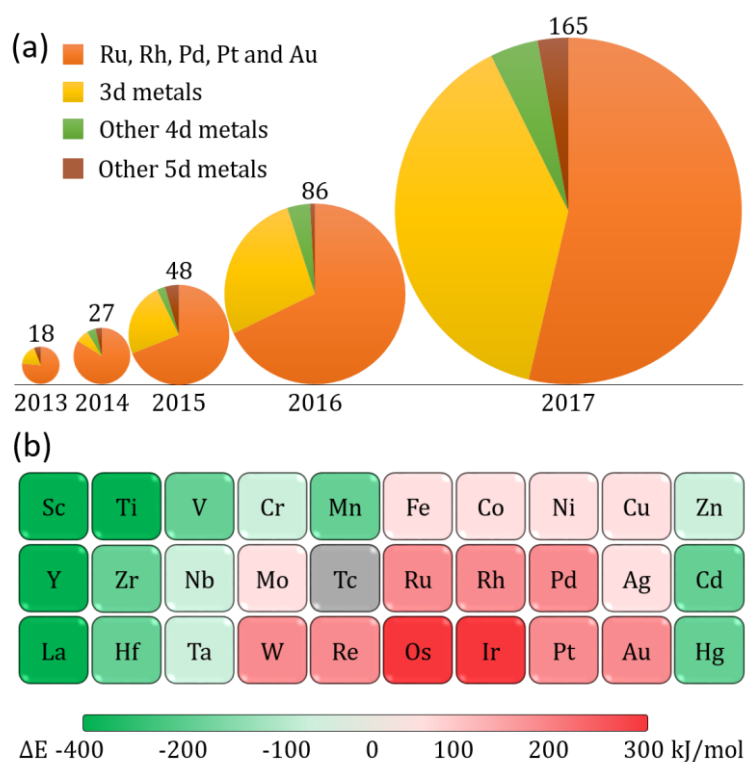 (a)
Ru, Rh, Pd, Pt and Au
3d metals
Other 4d metals
Other 5d metals
18
27
48
86
165
2013 2014 2015 2016 2017
(b)
Sc Ti V Cr Mn Fe Co Ni Cu Zn
Y Zr Nb Mo Tc Ru Rh Pd Ag Cd
La Hf Ta W Re Os Ir Pt Au Hg
ΔE -400 -200 -100 0 100 200 300 kJ/mol